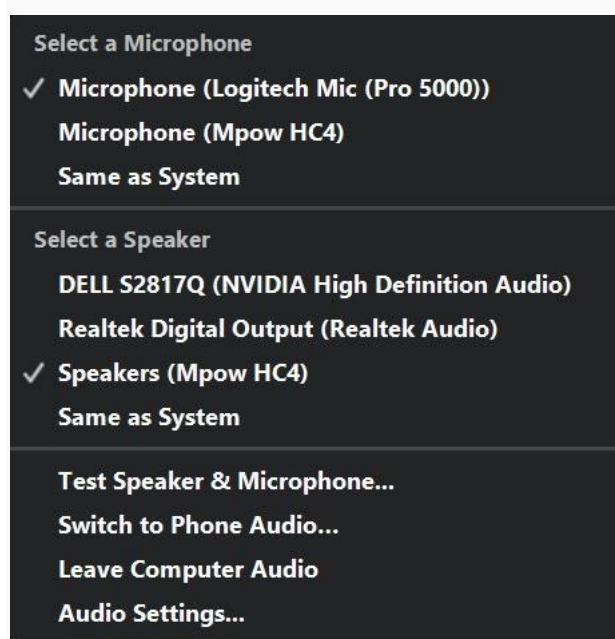 Select a Microphone
Microphone (Logitech Mic (Pro 5000))
Microphone (Mpow HC4)
Same as System
Select a Speaker
DELL S2817Q (NVIDIA High Definition Audio)
Realtek Digital Output (Realtek Audio)
Speakers (Mpow HC4)
Same as System
Test Speaker & Microphone...
Switch to Phone Audio...
Leave Computer Audio
Audio Settings...